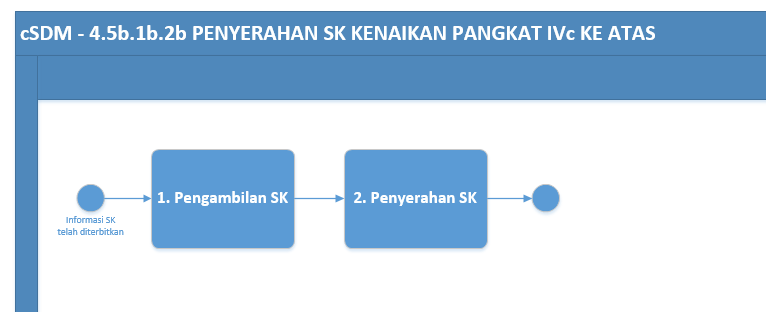 cSDM - 4.5b.1b.2b PENYERAHAN SK KENAIKAN PANGKAT IVc KE ATAS
1. Pengambilan SK
2. Penyerahan SK
Informasi SK
telah diterbitkan